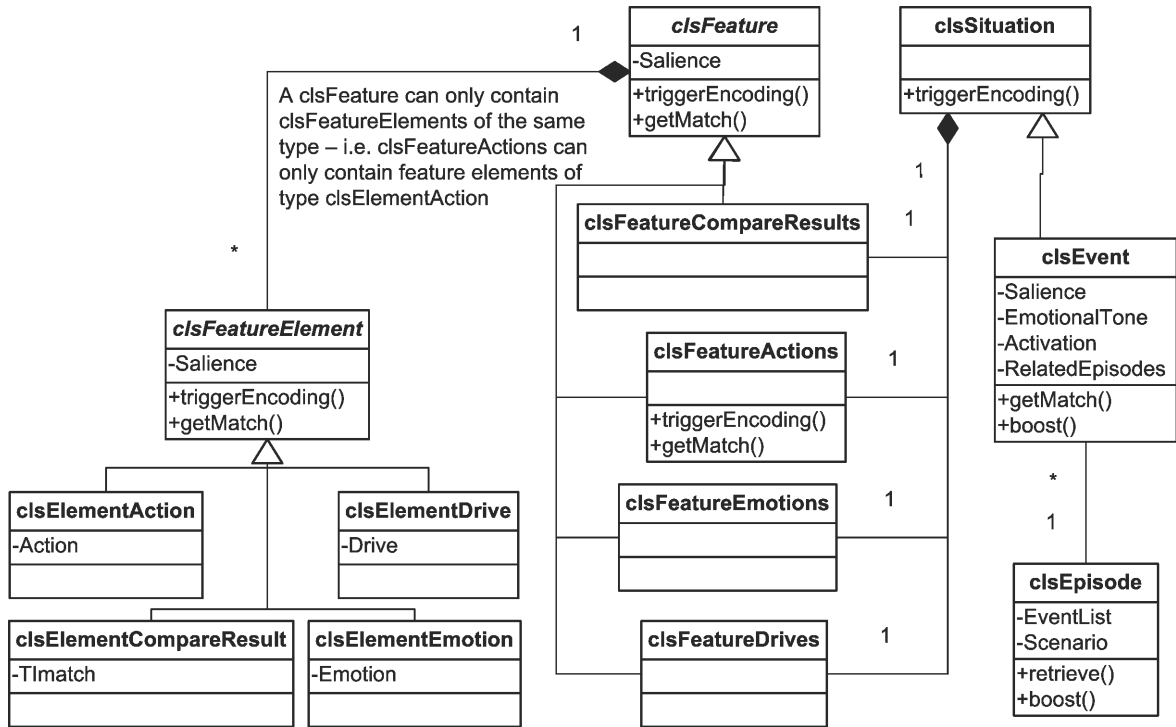 clsFeature
-Salience
+triggerEncoding()
+getMatch()
clsSituation
+triggerEncoding()
1
A clsFeature can only contain
clsFeatureElements of the same
type – i.e. clsFeatureActions can
only contain feature elements of
type clsElementAction
*
1
clsFeatureCompareResults
1
clsEvent
-Salience
-EmotionalTone
-Activation
-RelatedEpisodes
+getMatch()
+boost()
clsFeatureElement
-Salience
+triggerEncoding()
+getMatch()
clsFeatureActions
+triggerEncoding()
+getMatch()
1
clsElementAction
-Action
clsElementDrive
-Drive
clsFeatureEmotions
1
*
1
clsElementCompareResult
-TImatch
clsElementEmotion
-Emotion
clsFeatureDrives
1
clsEpisode
-EventList
-Scenario
+retrieve()
+boost()